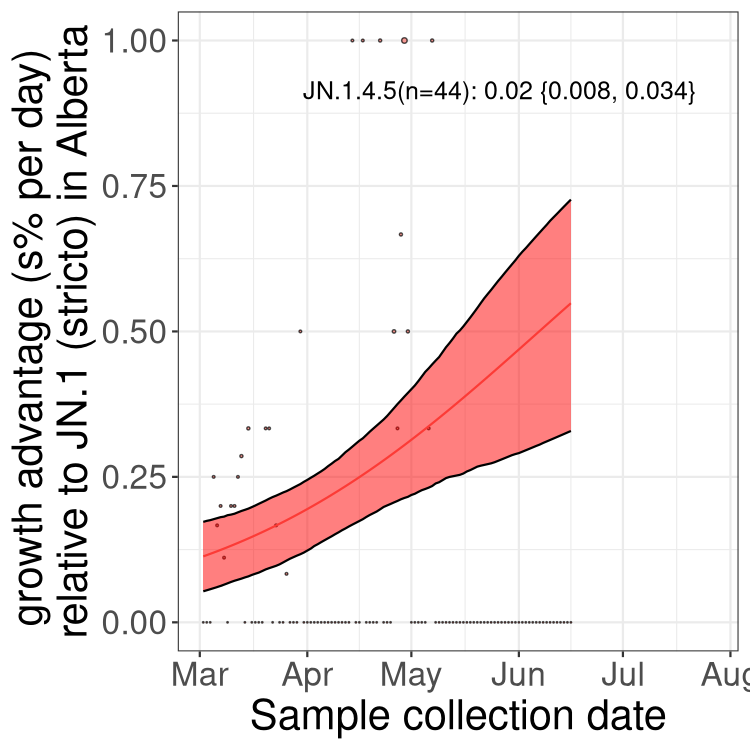 growth advantage (s% per day)
relative to JN.1 (stricto) in Alberta
1.00
0.75
0.50
0.25
0.00
JN.1.4.5(n=44): 0.02 {0.008, 0.034}
Mar Apr May Jun Jul Aug
Sample collection date